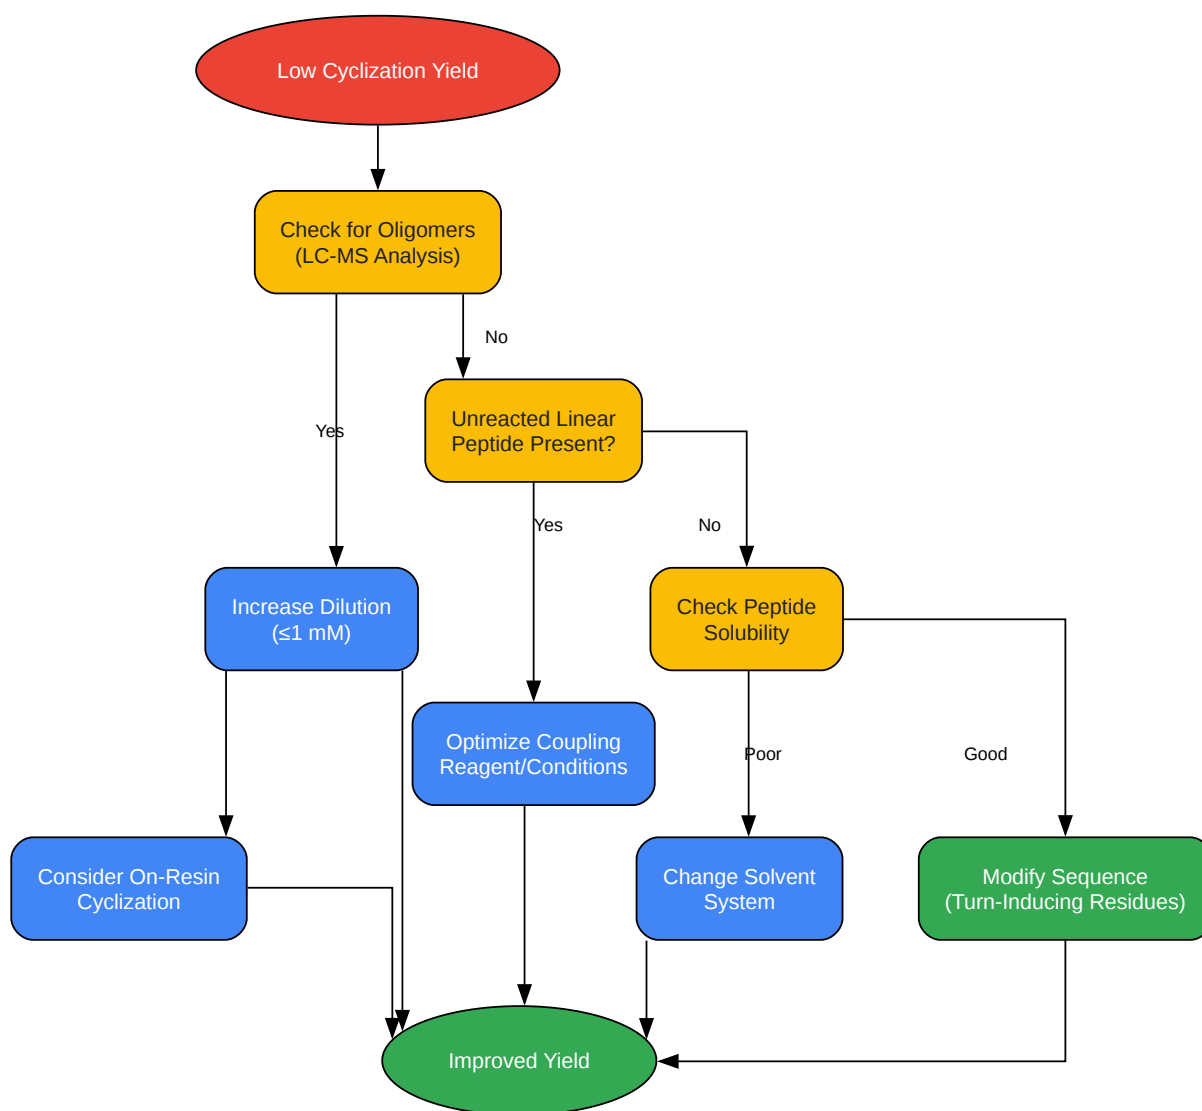 Low Cyclization Yield
Check for Oligomers
(LC-MS Analysis)
No
Unreacted Linear
Peptide Present?
Yes
Yes
No
Increase Dilution
(≤1 mM)
Check Peptide
Solubility
Optimize Coupling
Reagent/Conditions
Poor
Good
Consider On-Resin
Cyclization
Change Solvent
System
Modify Sequence
(Turn-Inducing Residues)
Improved Yield